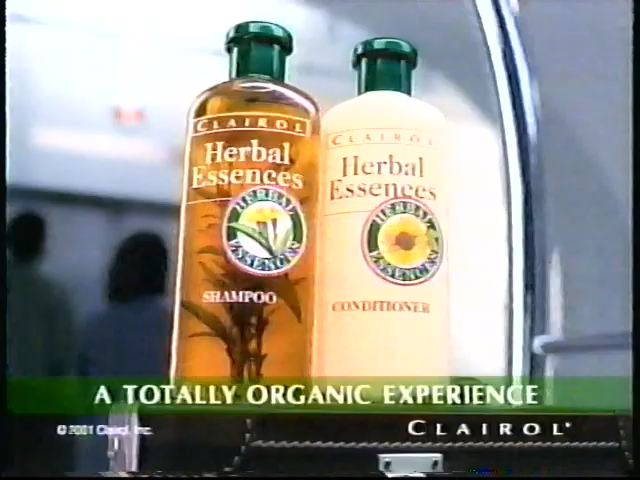 CLAIROL
Herbal
Essences
HERBAL
ESSENCES
SHAMPOO
CLAIROL
Herbal
Essences
HERBAL
ESSENCES
CONDITIONER
A TOTALLY ORGANIC EXPERIENCE
© 2001 Clairol, Inc.
CLAIROL®